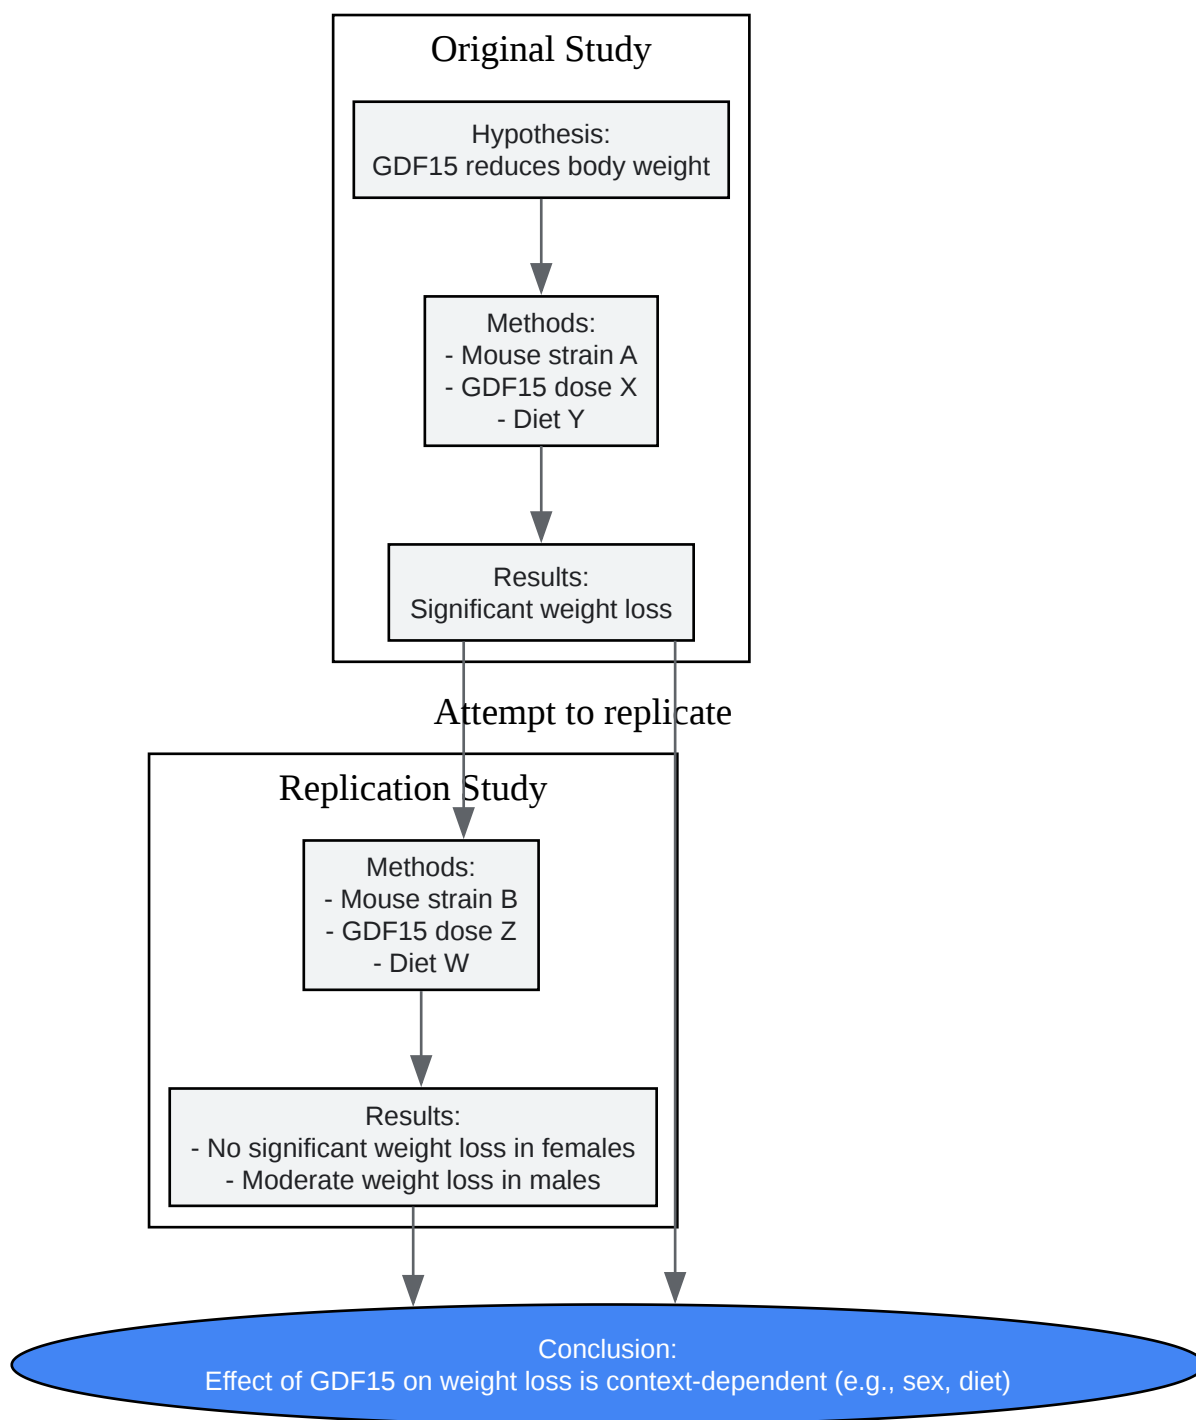 Original Study
Hypothesis:
GDF15 reduces body weight
Methods:
- Mouse strain A
- GDF15 dose X
- Diet Y
Results:
Significant weight loss
Attempt to replicate
Replication Study
Methods:
- Mouse strain B
- GDF15 dose Z
- Diet W
Results:
- No significant weight loss in females
- Moderate weight loss in males
Conclusion:
Effect of GDF15 on weight loss is context-dependent (e.g., sex, diet)